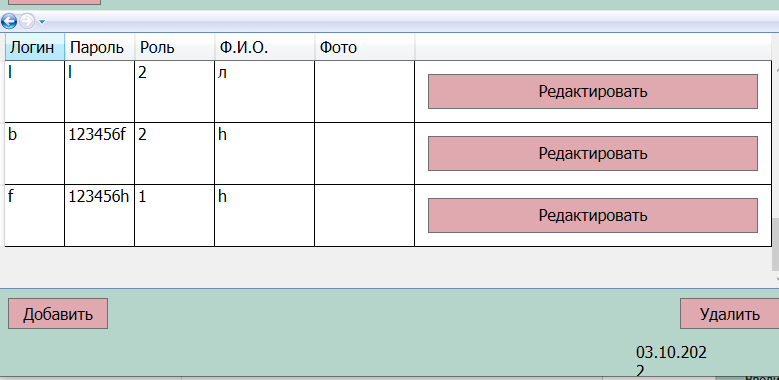 Логин Пароль Роль Ф.И.О. Фото
l l 2 л Редактировать
b 123456f 2 h Редактировать
f 123456h 1 h Редактировать
Добавить Удалить
03.10.202
2